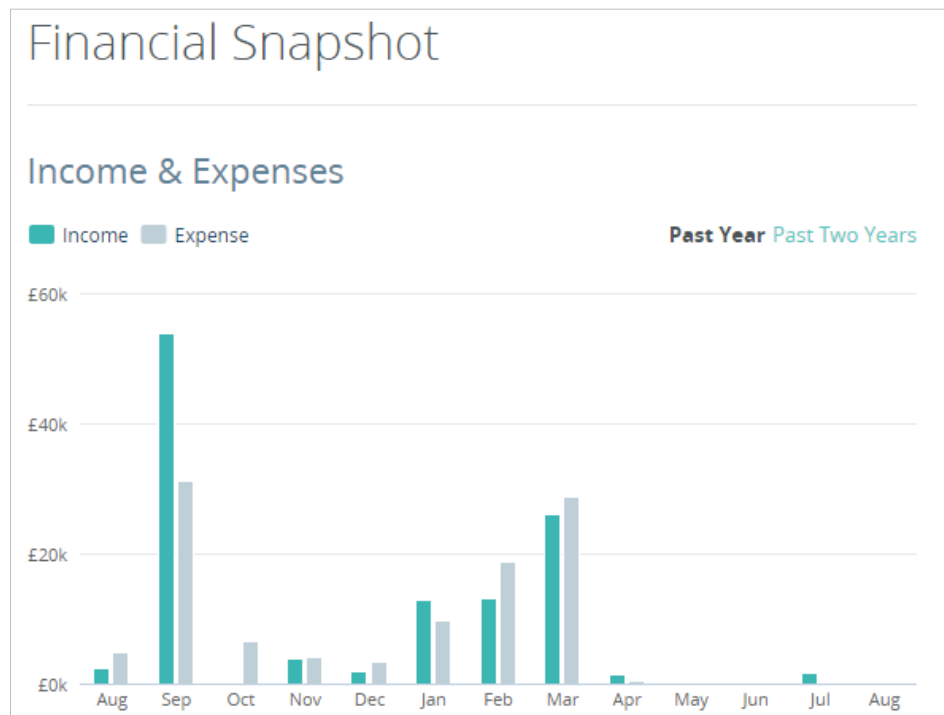 Financial Snapshot
Income & Expenses
Income Expense Past Year Past Two Years
£60k
£40k
£20k
£0k
Aug Sep Oct Nov Dec Jan Feb Mar Apr May Jun Jul Aug